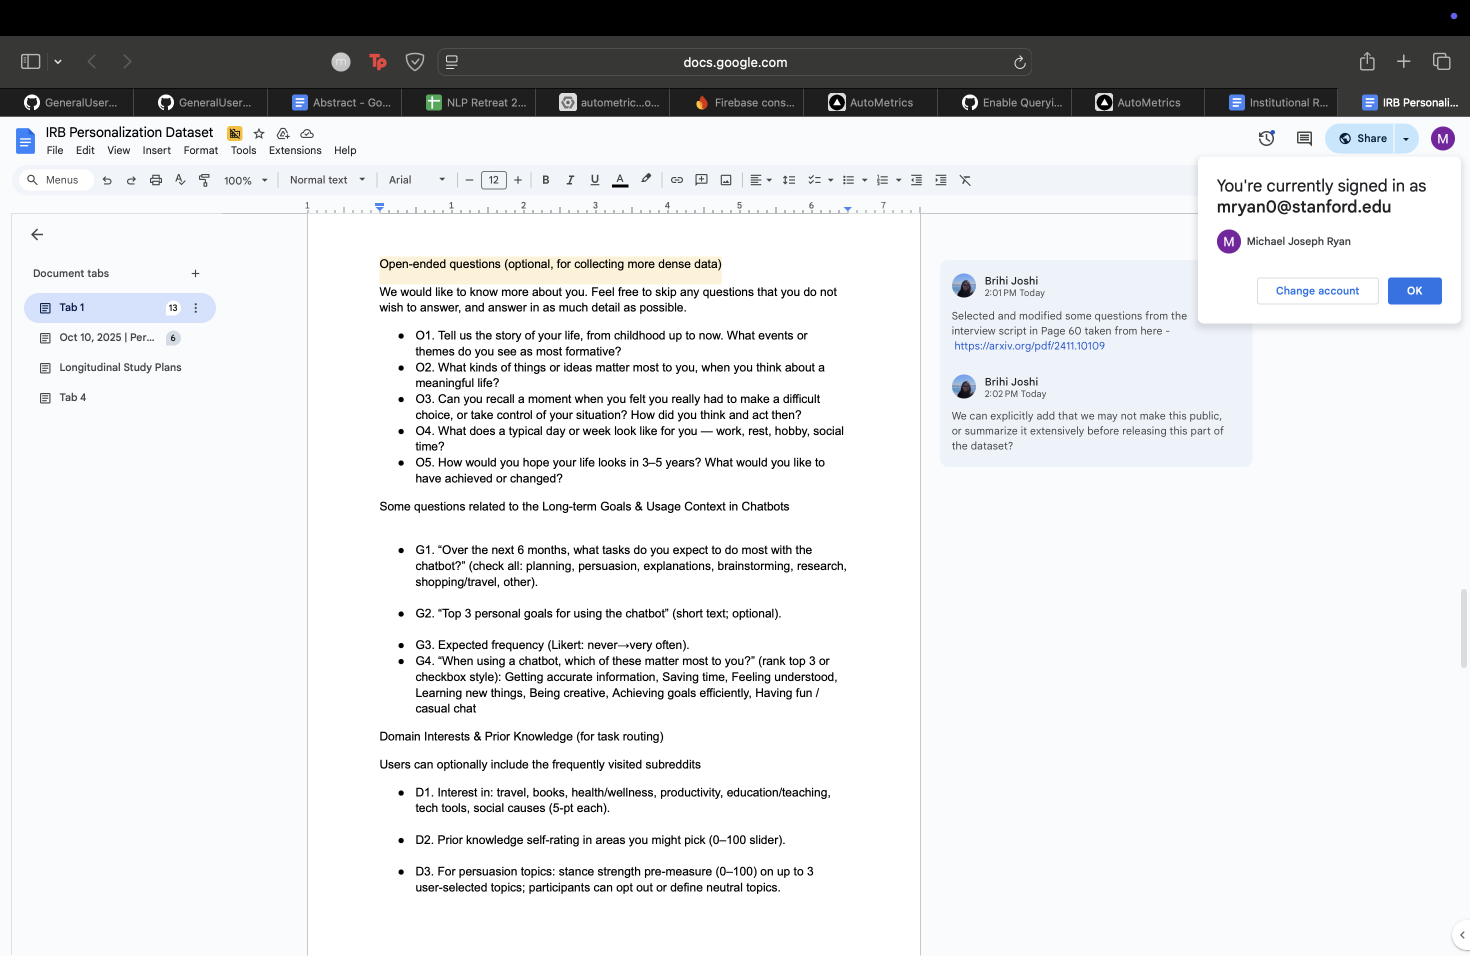 docs.google.com
GeneralUser...
GeneralUser...
Abstract - Go...
NLP Retreat 2...
autometric...o...
Firebase cons...
AutoMetrics
Enable Queryi...
AutoMetrics
Institutional R...
IRB Personali...
IRB Personalization Dataset
File Edit View Insert Format Tools Extensions Help
Share
M
Menus
100%
Normal text
Arial
12
B I U A
You're currently signed in as
mryan0@stanford.edu
M Michael Joseph Ryan
Change account
OK
1 1 2 3 4 5 6 7
Document tabs
Tab 1 13
Oct 10, 2025 | Per... 6
Longitudinal Study Plans
Tab 4
Open-ended questions (optional, for collecting more dense data)
We would like to know more about you. Feel free to skip any questions that you do not
wish to answer, and answer in as much detail as possible.
● O1. Tell us the story of your life, from childhood up to now. What events or
themes do you see as most formative?
● O2. What kinds of things or ideas matter most to you, when you think about a
meaningful life?
● O3. Can you recall a moment when you felt you really had to make a difficult
choice, or take control of your situation? How did you think and act then?
● O4. What does a typical day or week look like for you — work, rest, hobby, social
time?
● O5. How would you hope your life looks in 3–5 years? What would you like to
have achieved or changed?
Some questions related to the Long-term Goals & Usage Context in Chatbots
● G1. “Over the next 6 months, what tasks do you expect to do most with the
chatbot?” (check all: planning, persuasion, explanations, brainstorming, research,
shopping/travel, other).
● G2. “Top 3 personal goals for using the chatbot” (short text; optional).
● G3. Expected frequency (Likert: never→very often).
● G4. “When using a chatbot, which of these matter most to you?” (rank top 3 or
checkbox style): Getting accurate information, Saving time, Feeling understood,
Learning new things, Being creative, Achieving goals efficiently, Having fun /
casual chat
Domain Interests & Prior Knowledge (for task routing)
Users can optionally include the frequently visited subreddits
● D1. Interest in: travel, books, health/wellness, productivity, education/teaching,
tech tools, social causes (5-pt each).
● D2. Prior knowledge self-rating in areas you might pick (0–100 slider).
● D3. For persuasion topics: stance strength pre-measure (0–100) on up to 3
user-selected topics; participants can opt out or define neutral topics.
Brihi Joshi
2:01 PM Today
Selected and modified some questions from the
interview script in Page 60 taken from here -
https://arxiv.org/pdf/2411.10109
Brihi Joshi
2:02 PM Today
We can explicitly add that we may not make this public,
or summarize it extensively before releasing this part of
the dataset?